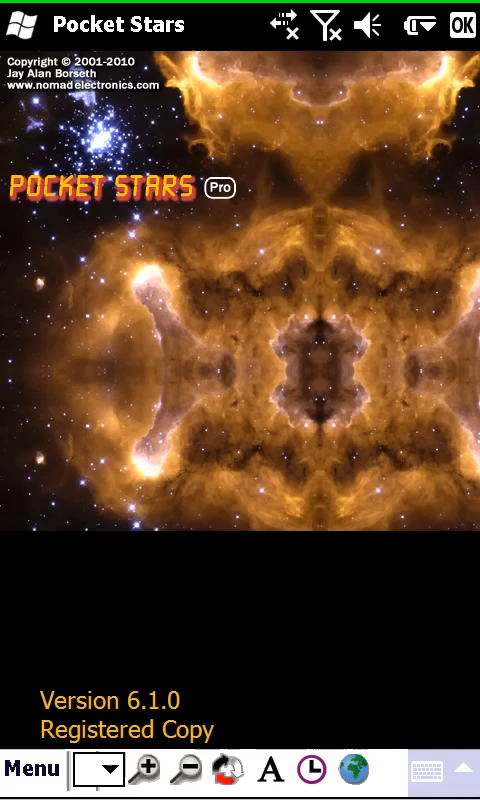 Pocket Stars
OK
Copyright © 2001-2010
Jay Alan Borseth
www.nomadelectronics.com
POCKET STARS Pro
Version 6.1.0
Registered Copy
Menu
A